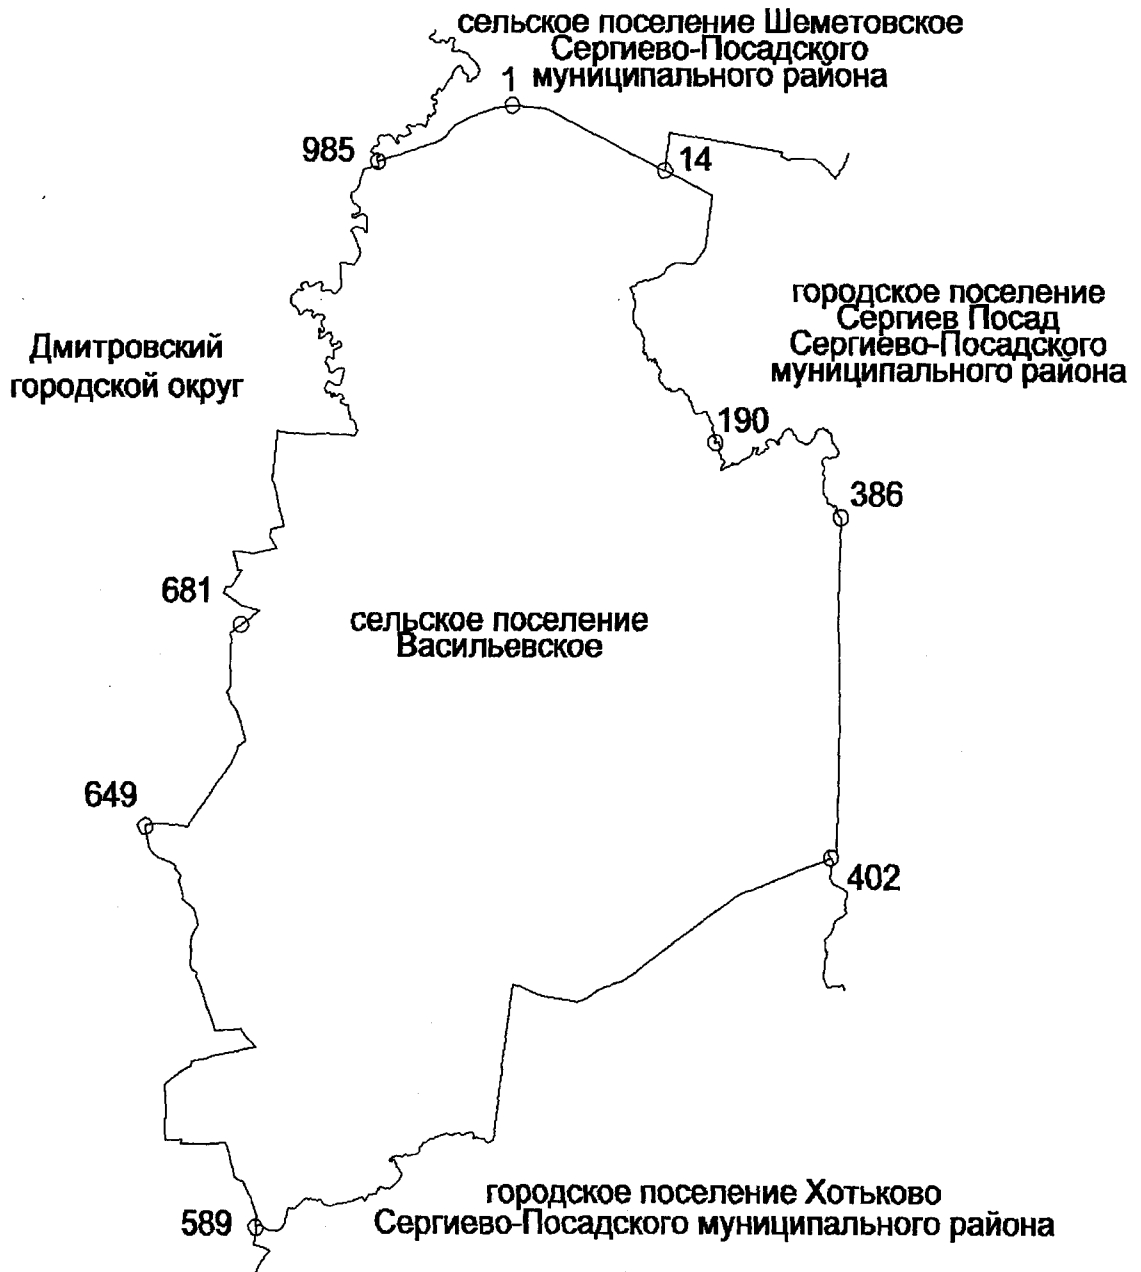 сельское поселение Шеметовское
Сергиево-Посадского
муниципального района
1
985
14
городское поселение
Сергиев Посад
Сергиево-Посадского
муниципального района
Дмитровский
городской округ
190
386
681
сельское поселение
Васильевское
649
402
городское поселение Хотьково
Сергиево-Посадского муниципального района
589